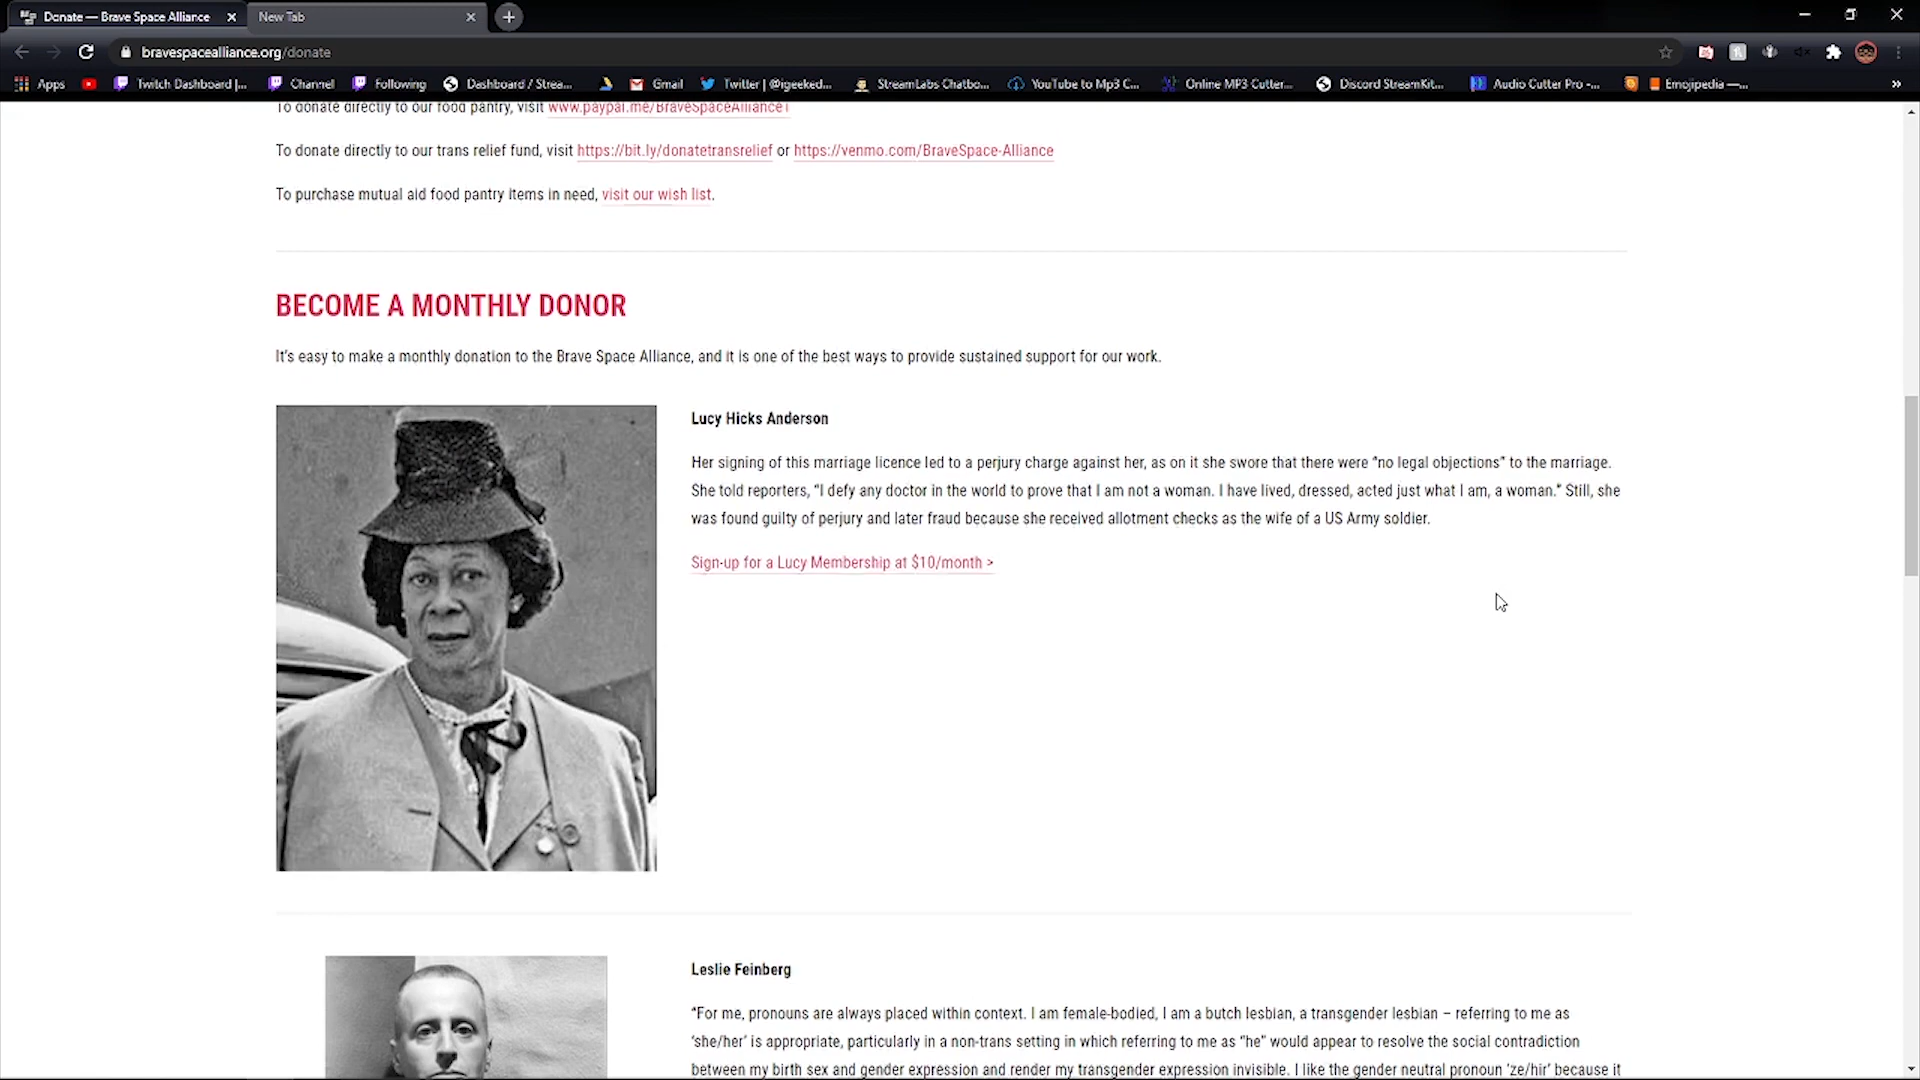 Donate — Brave Space Alliance
New Tab
bravespacealliance.org/donate
Apps
Twitch Dashboard |...
Channel
Following
Dashboard / Strea...
Gmail
Twitter | @igeeked...
StreamLabs Chatbo...
YouTube to Mp3 C...
Online MP3 Cutter...
Discord StreamKit...
Audio Cutter Pro -...
Emojipedia —...
To donate directly to our food pantry, visit www.paypal.me/BraveSpaceAlliance1
To donate directly to our trans relief fund, visit https://bit.ly/donatetransrelief or https://venmo.com/BraveSpace-Alliance
To purchase mutual aid food pantry items in need, visit our wish list.
BECOME A MONTHLY DONOR
It's easy to make a monthly donation to the Brave Space Alliance, and it is one of the best ways to provide sustained support for our work.
Lucy Hicks Anderson
Her signing of this marriage licence led to a perjury charge against her, as on it she swore that there were “no legal objections” to the marriage.
She told reporters, “I defy any doctor in the world to prove that I am not a woman. I have lived, dressed, acted just what I am, a woman.” Still, she
was found guilty of perjury and later fraud because she received allotment checks as the wife of a US Army soldier.
Sign-up for a Lucy Membership at $10/month >
Leslie Feinberg
“For me, pronouns are always placed within context. I am female-bodied, I am a butch lesbian, a transgender lesbian – referring to me as
‘she/her’ is appropriate, particularly in a non-trans setting in which referring to me as “he” would appear to resolve the social contradiction
between my birth sex and gender expression and render my transgender expression invisible. I like the gender neutral pronoun ‘ze/hir’ because it